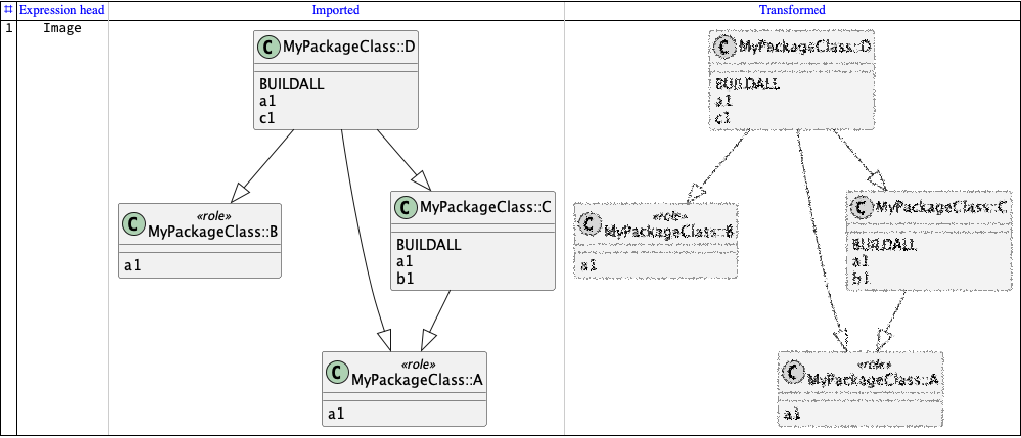 # Expression head Imported Transformed
1 Image
C MyPackageClass::D
BUILDALL
a1
c1
«role»
C MyPackageClass::B
a1
C MyPackageClass::C
BUILDALL
a1
b1
«role»
C MyPackageClass::A
a1
C MyPackageClass::D
BUILDALL
a1
c1
«role»
C MyPackageClass::B
a1
C MyPackageClass::C
BUILDALL
a1
b1
«role»
C MyPackageClass::A
a1